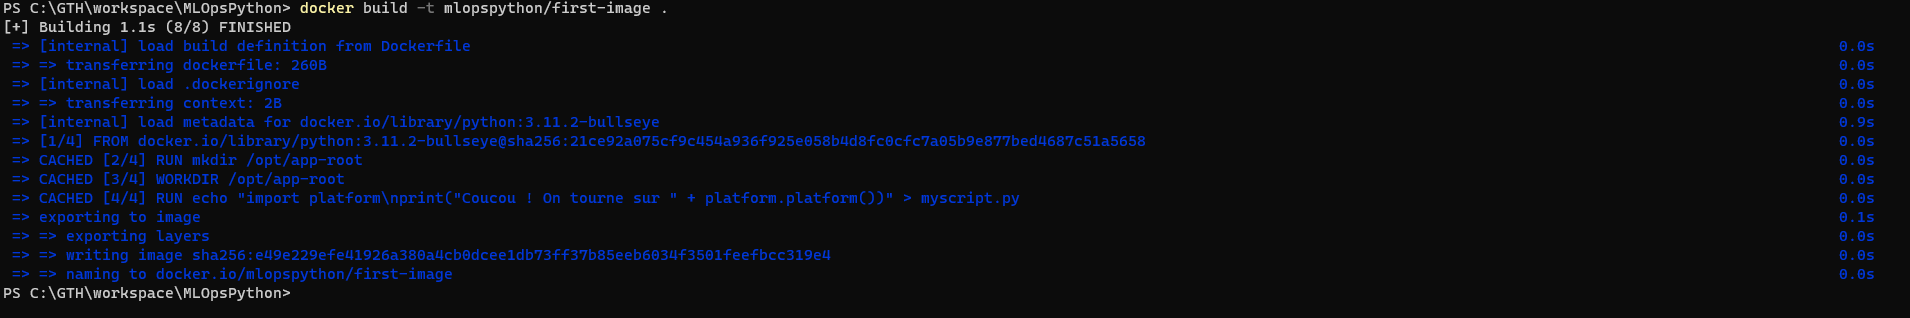 PS C:\GTH\workspace\MLOpsPython> docker build -t mlopspython/first-image .
[+] Building 1.1s (8/8) FINISHED
=> [internal] load build definition from Dockerfile 0.0s
=> => transferring dockerfile: 260B 0.0s
=> [internal] load .dockerignore 0.0s
=> => transferring context: 2B 0.0s
=> [internal] load metadata for docker.io/library/python:3.11.2-bullseye 0.9s
=> [1/4] FROM docker.io/library/python:3.11.2-bullseye@sha256:21ce92a075cf9c454a936f925e058b4d8fc0cfc7a05b9e877bed4687c51a5658 0.0s
=> CACHED [2/4] RUN mkdir /opt/app-root 0.0s
=> CACHED [3/4] WORKDIR /opt/app-root 0.0s
=> CACHED [4/4] RUN echo "import platform\nprint("Coucou ! On tourne sur " + platform.platform())" > myscript.py 0.0s
=> exporting to image 0.1s
=> => exporting layers 0.0s
=> => writing image sha256:e49e229efe41926a380a4cb0dcee1db73ff37b85eeb6034f3501feefbcc319e4 0.0s
=> => naming to docker.io/mlopspython/first-image 0.0s
PS C:\GTH\workspace\MLOpsPython>